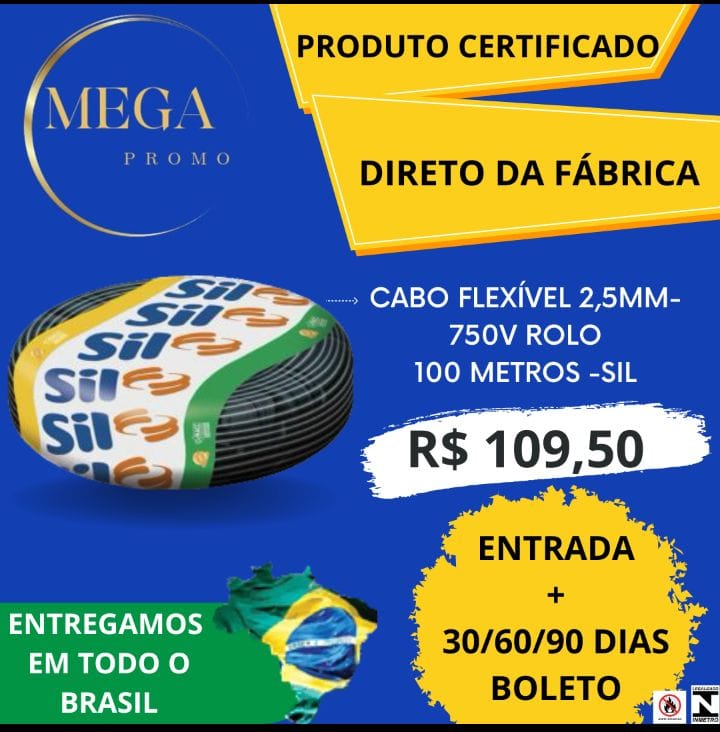 MEGA
PROMO
PRODUTO CERTIFICADO
DIRETO DA FÁBRICA
Sil
Sil
Sil
Sil
Sil
Sil
CABO FLEXÍVEL 2,5MM-
750V ROLO
100 METROS -SIL
R$ 109,50
ENTRADA
+
30/60/90 DIAS
BOLETO
ENTREGAMOS
EM TODO O
BRASIL
INMETRO